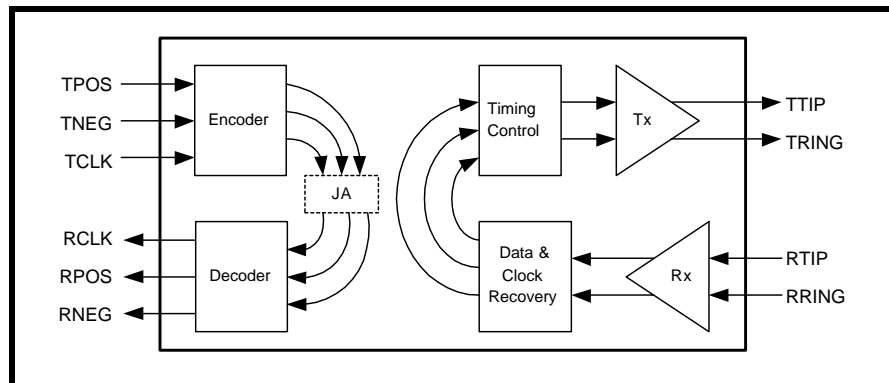 TPOS
TNEG
TCLK
Encoder
JA
RCLK
RPOS
RNEG
Decoder
Timing
Control
Tx
TTIP
TRING
Data &
Clock
Recovery
Rx
RTIP
RRING